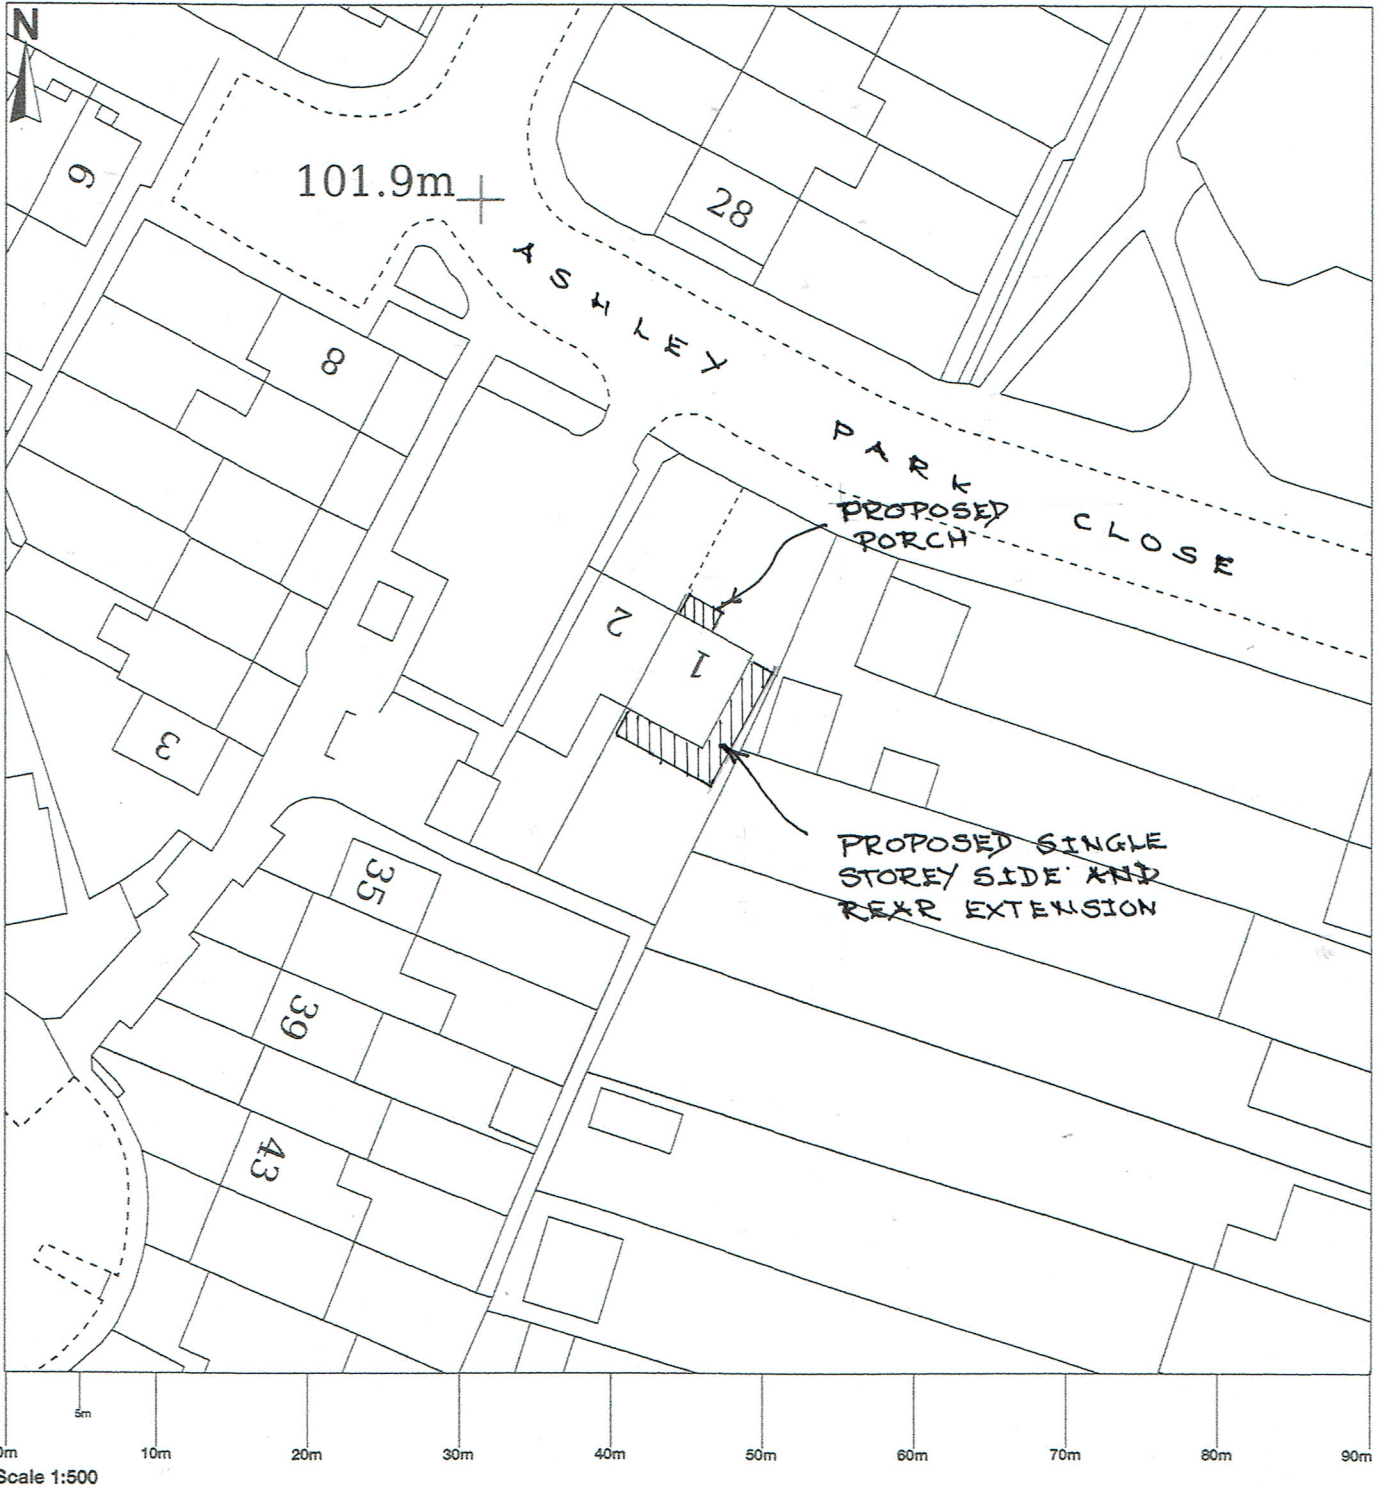 N
6
101.9m
28
ASHLEY
PARK
CLOSE
8
PROPOSED
PORCH
2
1
3
PROPOSED SINGLE
STOREY SIDE AND
REAR EXTENSION
35
39
43
5m
0m 10m 20m 30m 40m 50m 60m 70m 80m 90m
Scale 1:500